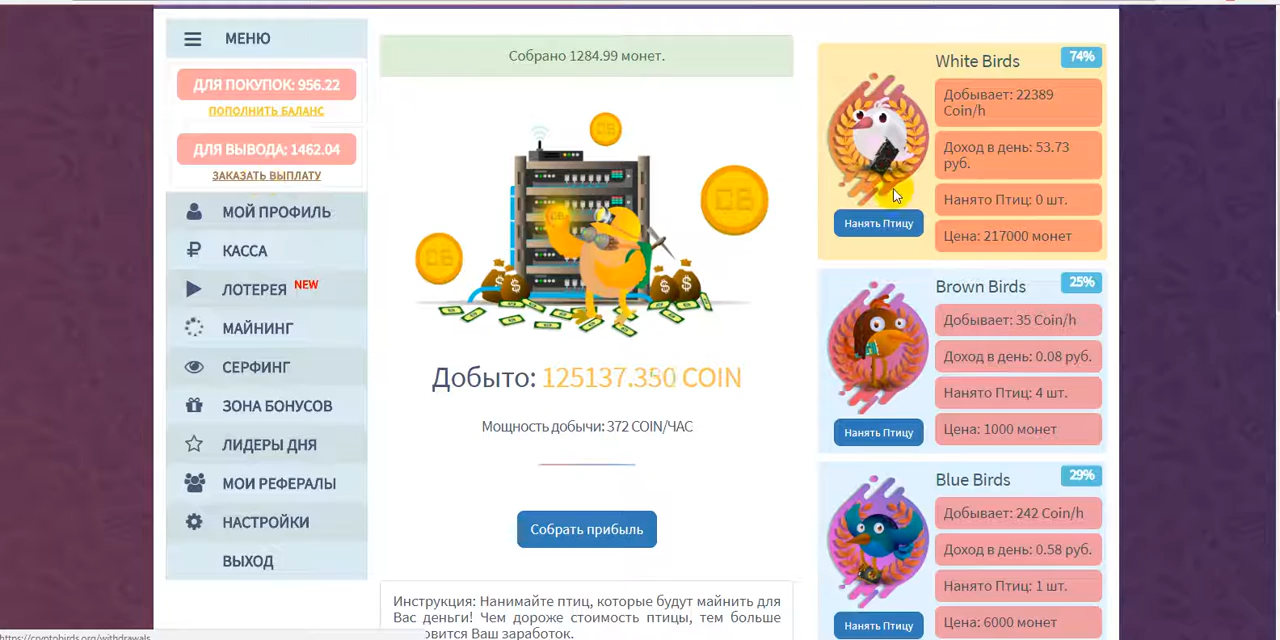 МЕНЮ
ДЛЯ ПОКУПОК: 956.22
ПОПОЛНИТЬ БАЛАНС
ДЛЯ ВЫВОДА: 1462.04
ЗАКАЗАТЬ ВЫПЛАТУ
МОЙ ПРОФИЛЬ
КАССА
ЛОТЕРЕЯ NEW
МАЙНИНГ
СЕРФИНГ
ЗОНА БОНУСОВ
ЛИДЕРЫ ДНЯ
МОИ РЕФЕРАЛЫ
НАСТРОЙКИ
ВЫХОД
Собрано 1284.99 монет.
Добыто: 125137.350 COIN
Мощность добычи: 372 COIN/ЧАС
Собрать прибыль
Инструкция: Нанимайте птиц, которые будут майнить для
Вас деньги! Чем дороже стоимость птицы, тем больше
овится Ваш заработок.
White Birds
74%
Добывает: 22389
Coin/h
Доход в день: 53.73
руб.
Нанято Птиц: 0 шт.
Цена: 217000 монет
Нанять Птицу
Brown Birds
25%
Добывает: 35 Coin/h
Доход в день: 0.08 руб.
Нанято Птиц: 4 шт.
Цена: 1000 монет
Нанять Птицу
Blue Birds
29%
Добывает: 242 Coin/h
Доход в день: 0.58 руб.
Нанято Птиц: 1 шт.
Цена: 6000 монет
Нанять Птицу
https://cryptobirds.org/withdrawals